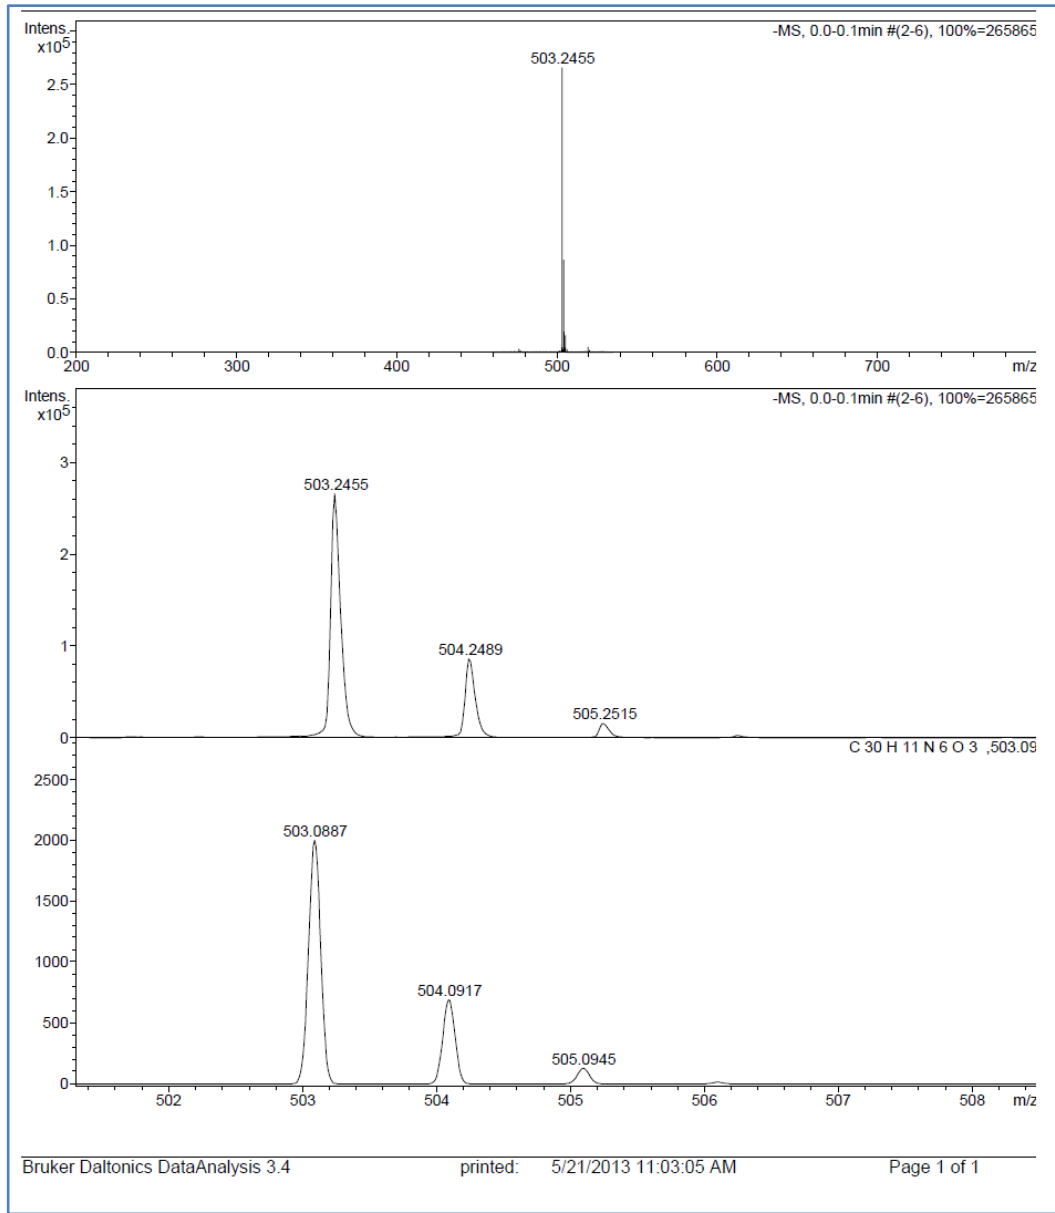 Intens.
x10^5
-MS, 0.0-0.1min #(2-6), 100%=265865
503.2455
2.5
2.0
1.5
1.0
0.5
0.0
200 300 400 500 600 700 m/z
Intens.
x10^5
-MS, 0.0-0.1min #(2-6), 100%=265865
503.2455
3
2
504.2489
1
505.2515
0
C 30 H 11 N 6 O 3 ,503.09
2500
503.0887
2000
1500
1000
504.0917
500
505.0945
0
502 503 504 505 506 507 508 m/z
Bruker Daltonics DataAnalysis 3.4 printed: 5/21/2013 11:03:05 AM Page 1 of 1